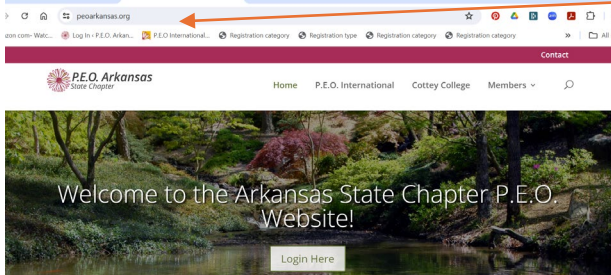 peoarkansas.org
zon com- Watc... Log In ‹ P.E.O. Arkan... P.E.O International... Registration category Registration type Registration category Registration category » All
Contact
P.E.O. Arkansas
State Chapter
Home P.E.O. International Cottey College Members
Welcome to the Arkansas State Chapter P.E.O.
Website!
Login Here